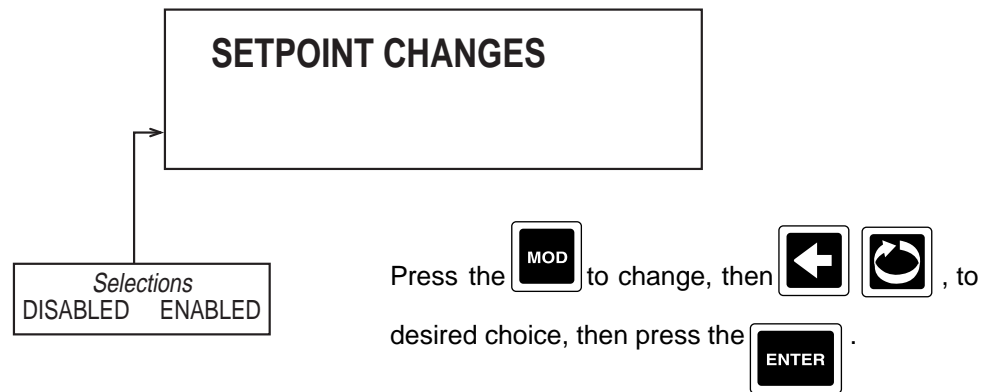 SETPOINT CHANGES
Selections
DISABLED ENABLED
Press the MOD to change, then , to
desired choice, then press the ENTER .